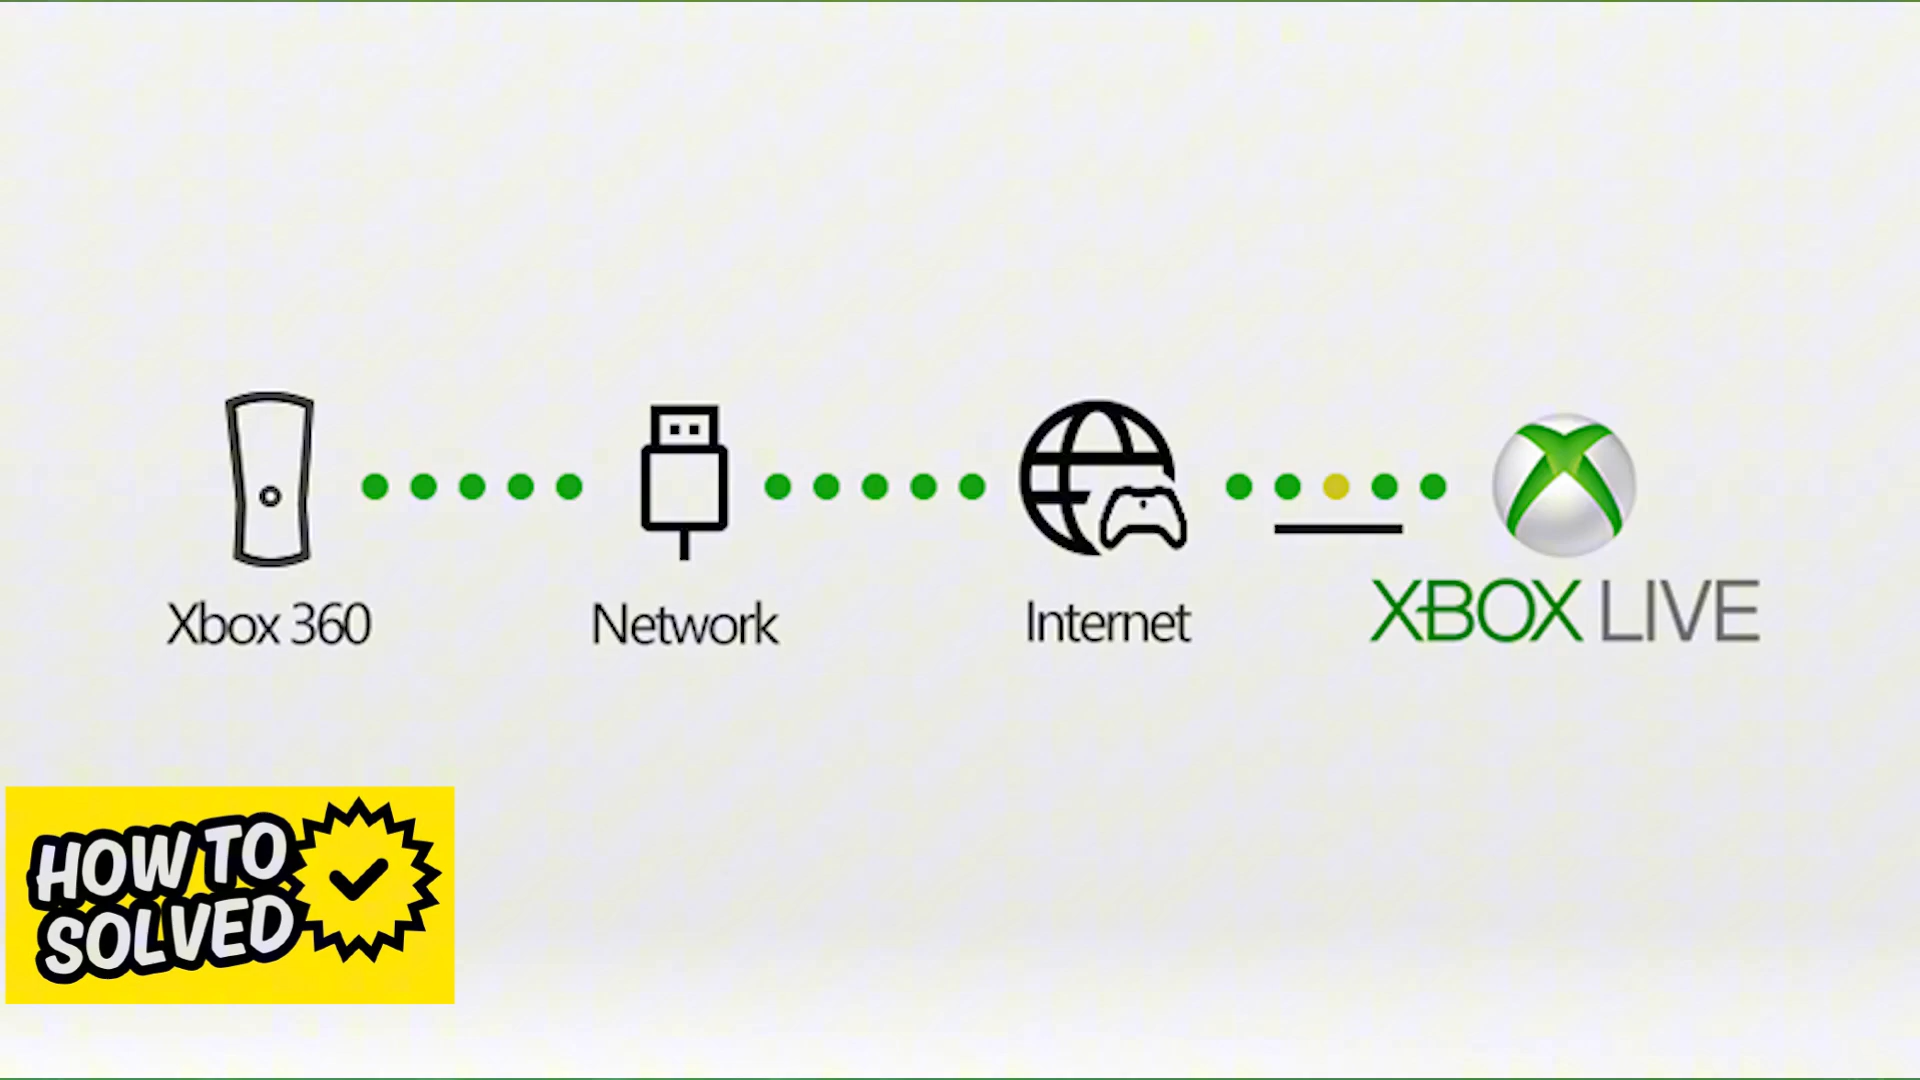 Xbox 360
Network
Internet
XBOX LIVE
HOW TO
SOLVED